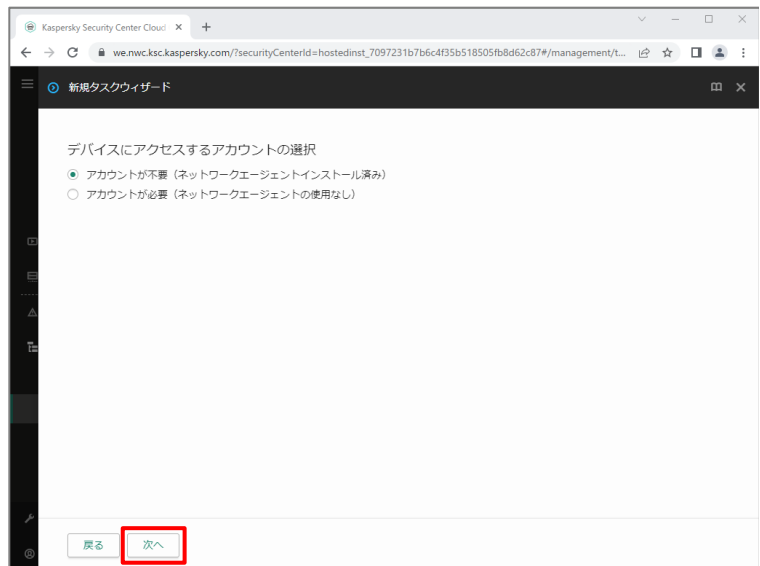 Kaspersky Security Center Cloud
we.nwc.ksc.kaspersky.com/?securityCenterId=hostedinst_7097231b7b6c4f35b518505fb8d62c87#/management/t...
新規タスクウィザード
デバイスにアクセスするアカウントの選択
アカウントが不要（ネットワークエージェントインストール済み）
アカウントが必要（ネットワークエージェントの使用なし）
戻る
次へ